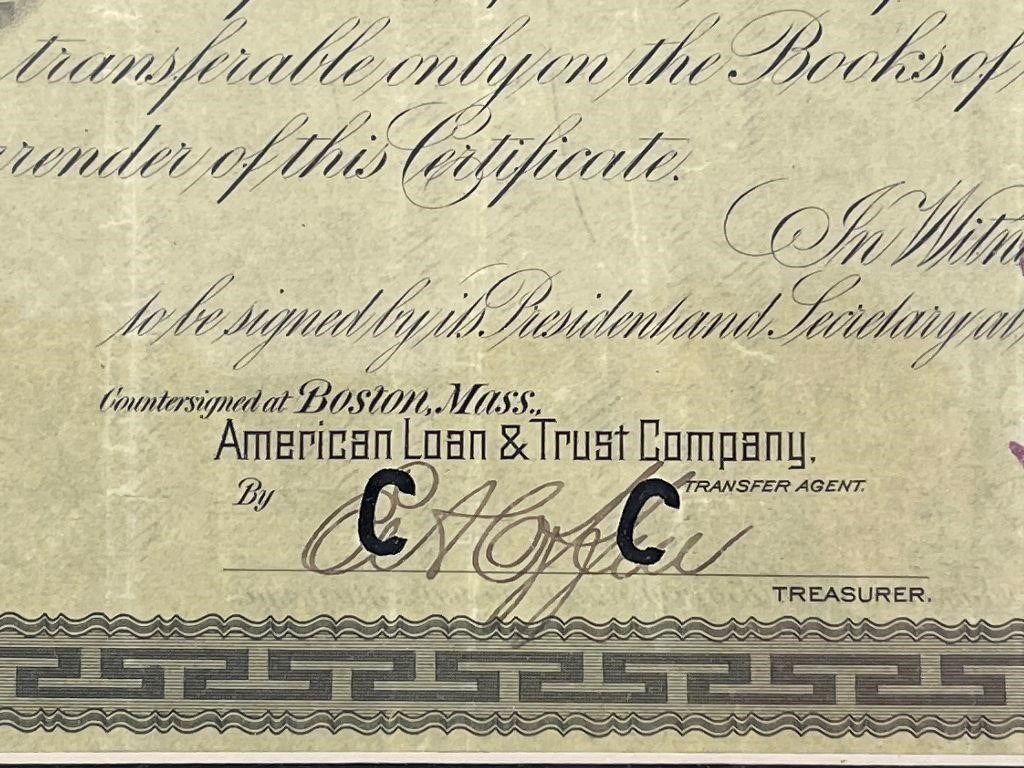 transferable only on the Books of
rrender of this Certificate.
In Witn
to be signed by its President and Secretary at
Countersigned at Boston, Mass.,
American Loan & Trust Company,
By
TRANSFER AGENT.
C C
TREASURER.